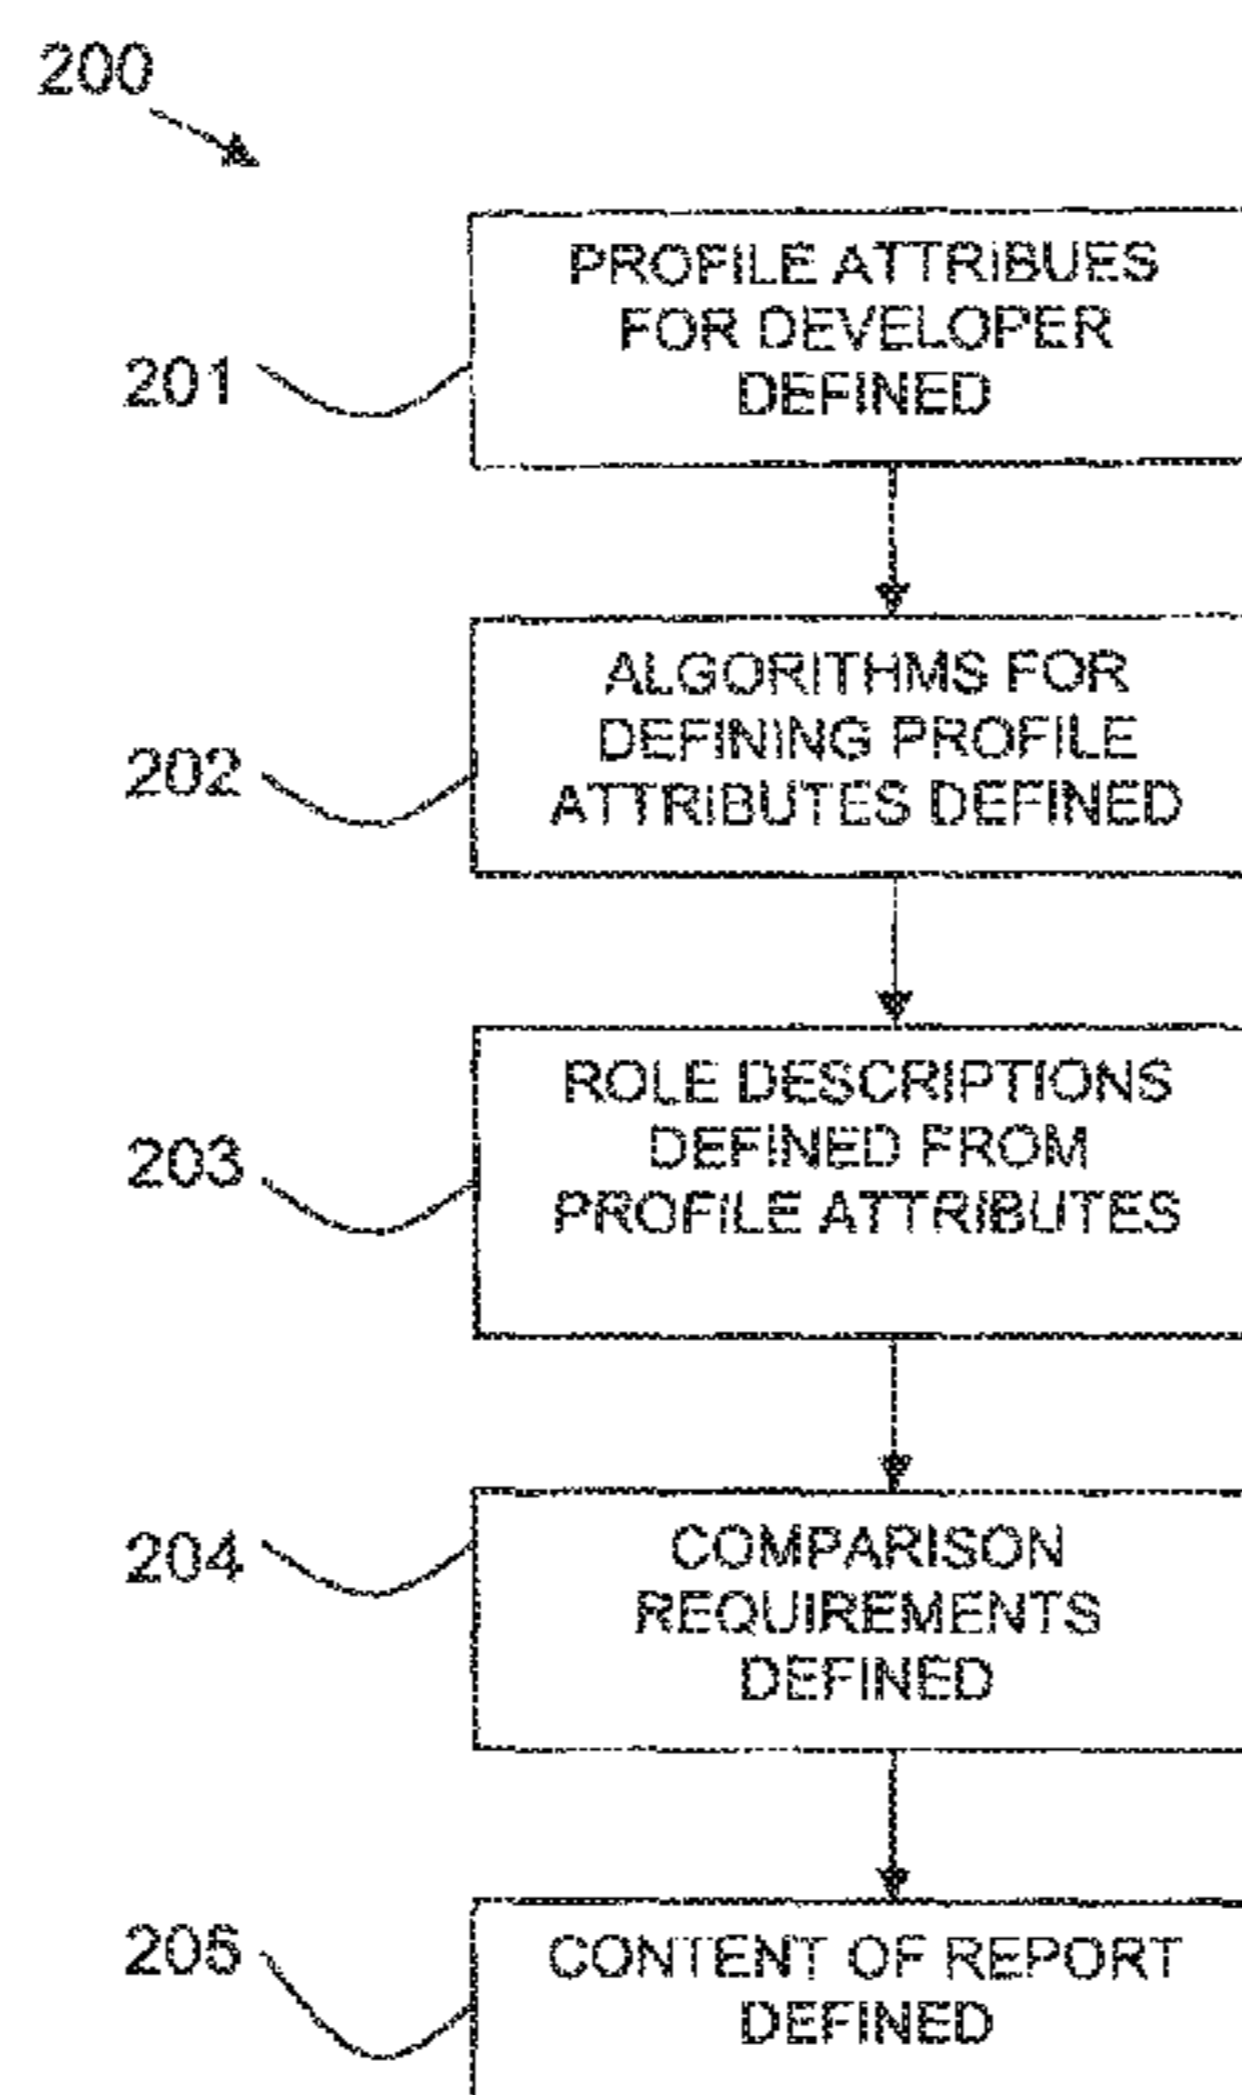 200
PROFILE ATTRIBUES
FOR DEVELOPER
DEFINED
201
ALGORITHMS FOR
DEFINING PROFILE
ATTRIBUTES DEFINED
202
ROLE DESCRIPTIONS
DEFINED FROM
PROFILE ATTRIBUTES
203
COMPARISON
REQUIREMENTS
DEFINED
204
CONTENT OF REPORT
DEFINED
205